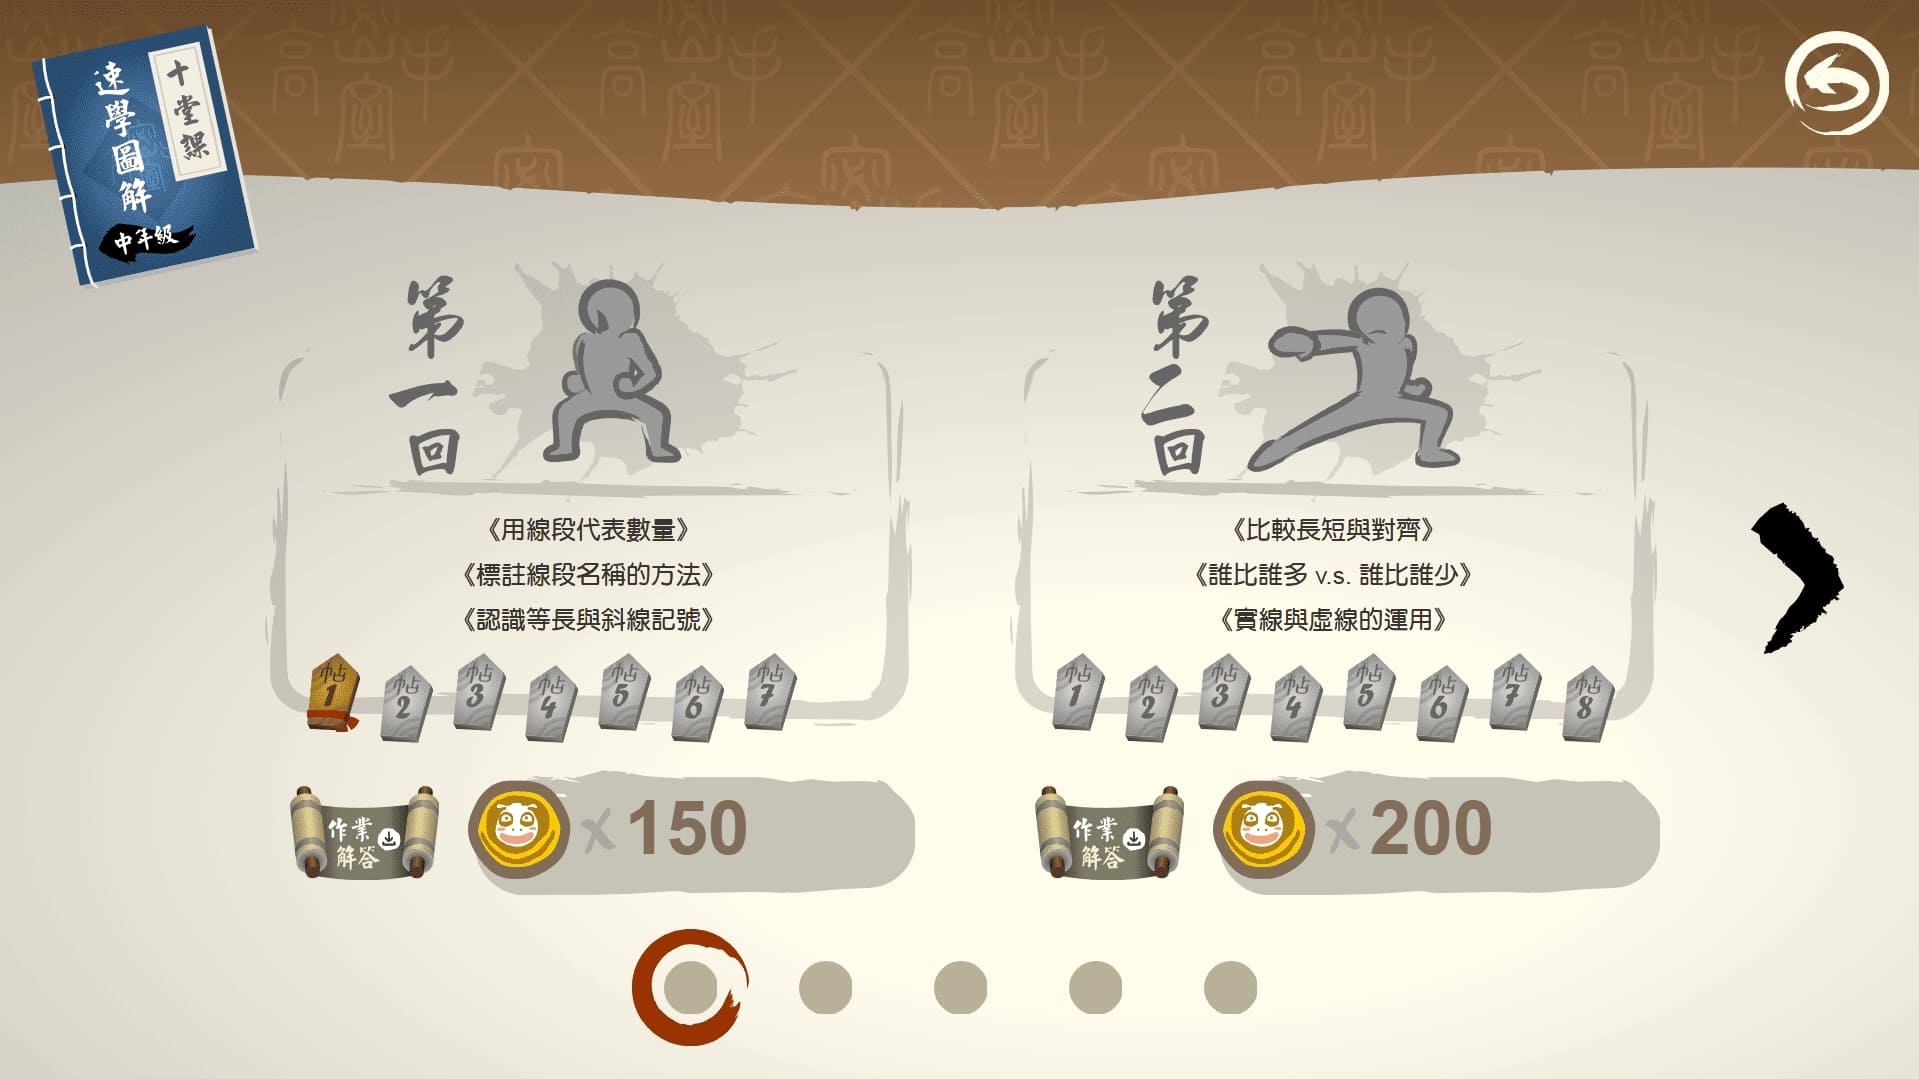 十堂課
速學圖解
中年級
第一回
《用線段代表數量》
《標註線段名稱的方法》
《認識等長與斜線記號》
帖1
帖2
帖3
帖4
帖5
帖6
帖7
作業
解答
x 150
第二回
《比較長短與對齊》
《誰比誰多 v.s. 誰比誰少》
《實線與虛線的運用》
帖1
帖2
帖3
帖4
帖5
帖6
帖7
帖8
作業
解答
x 200